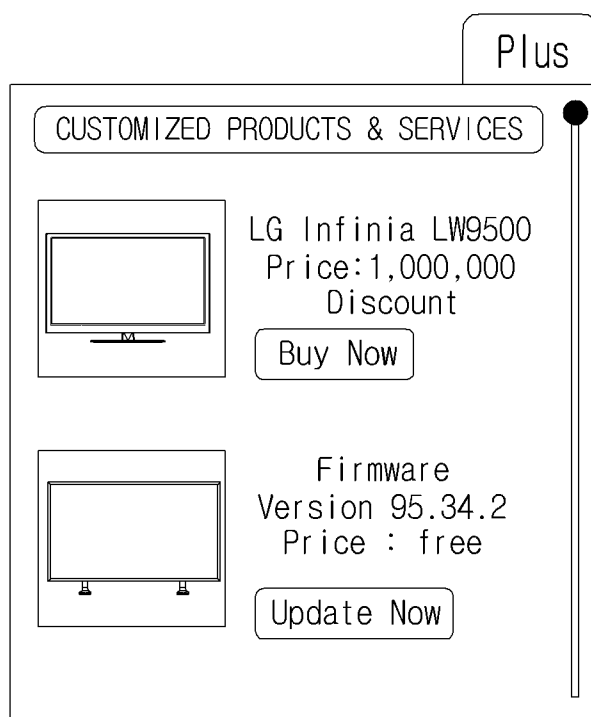 Plus
CUSTOMIZED PRODUCTS & SERVICES
LG Infinia LW9500
Price:1,000,000
Discount
Buy Now
Firmware
Version 95.34.2
Price : free
Update Now